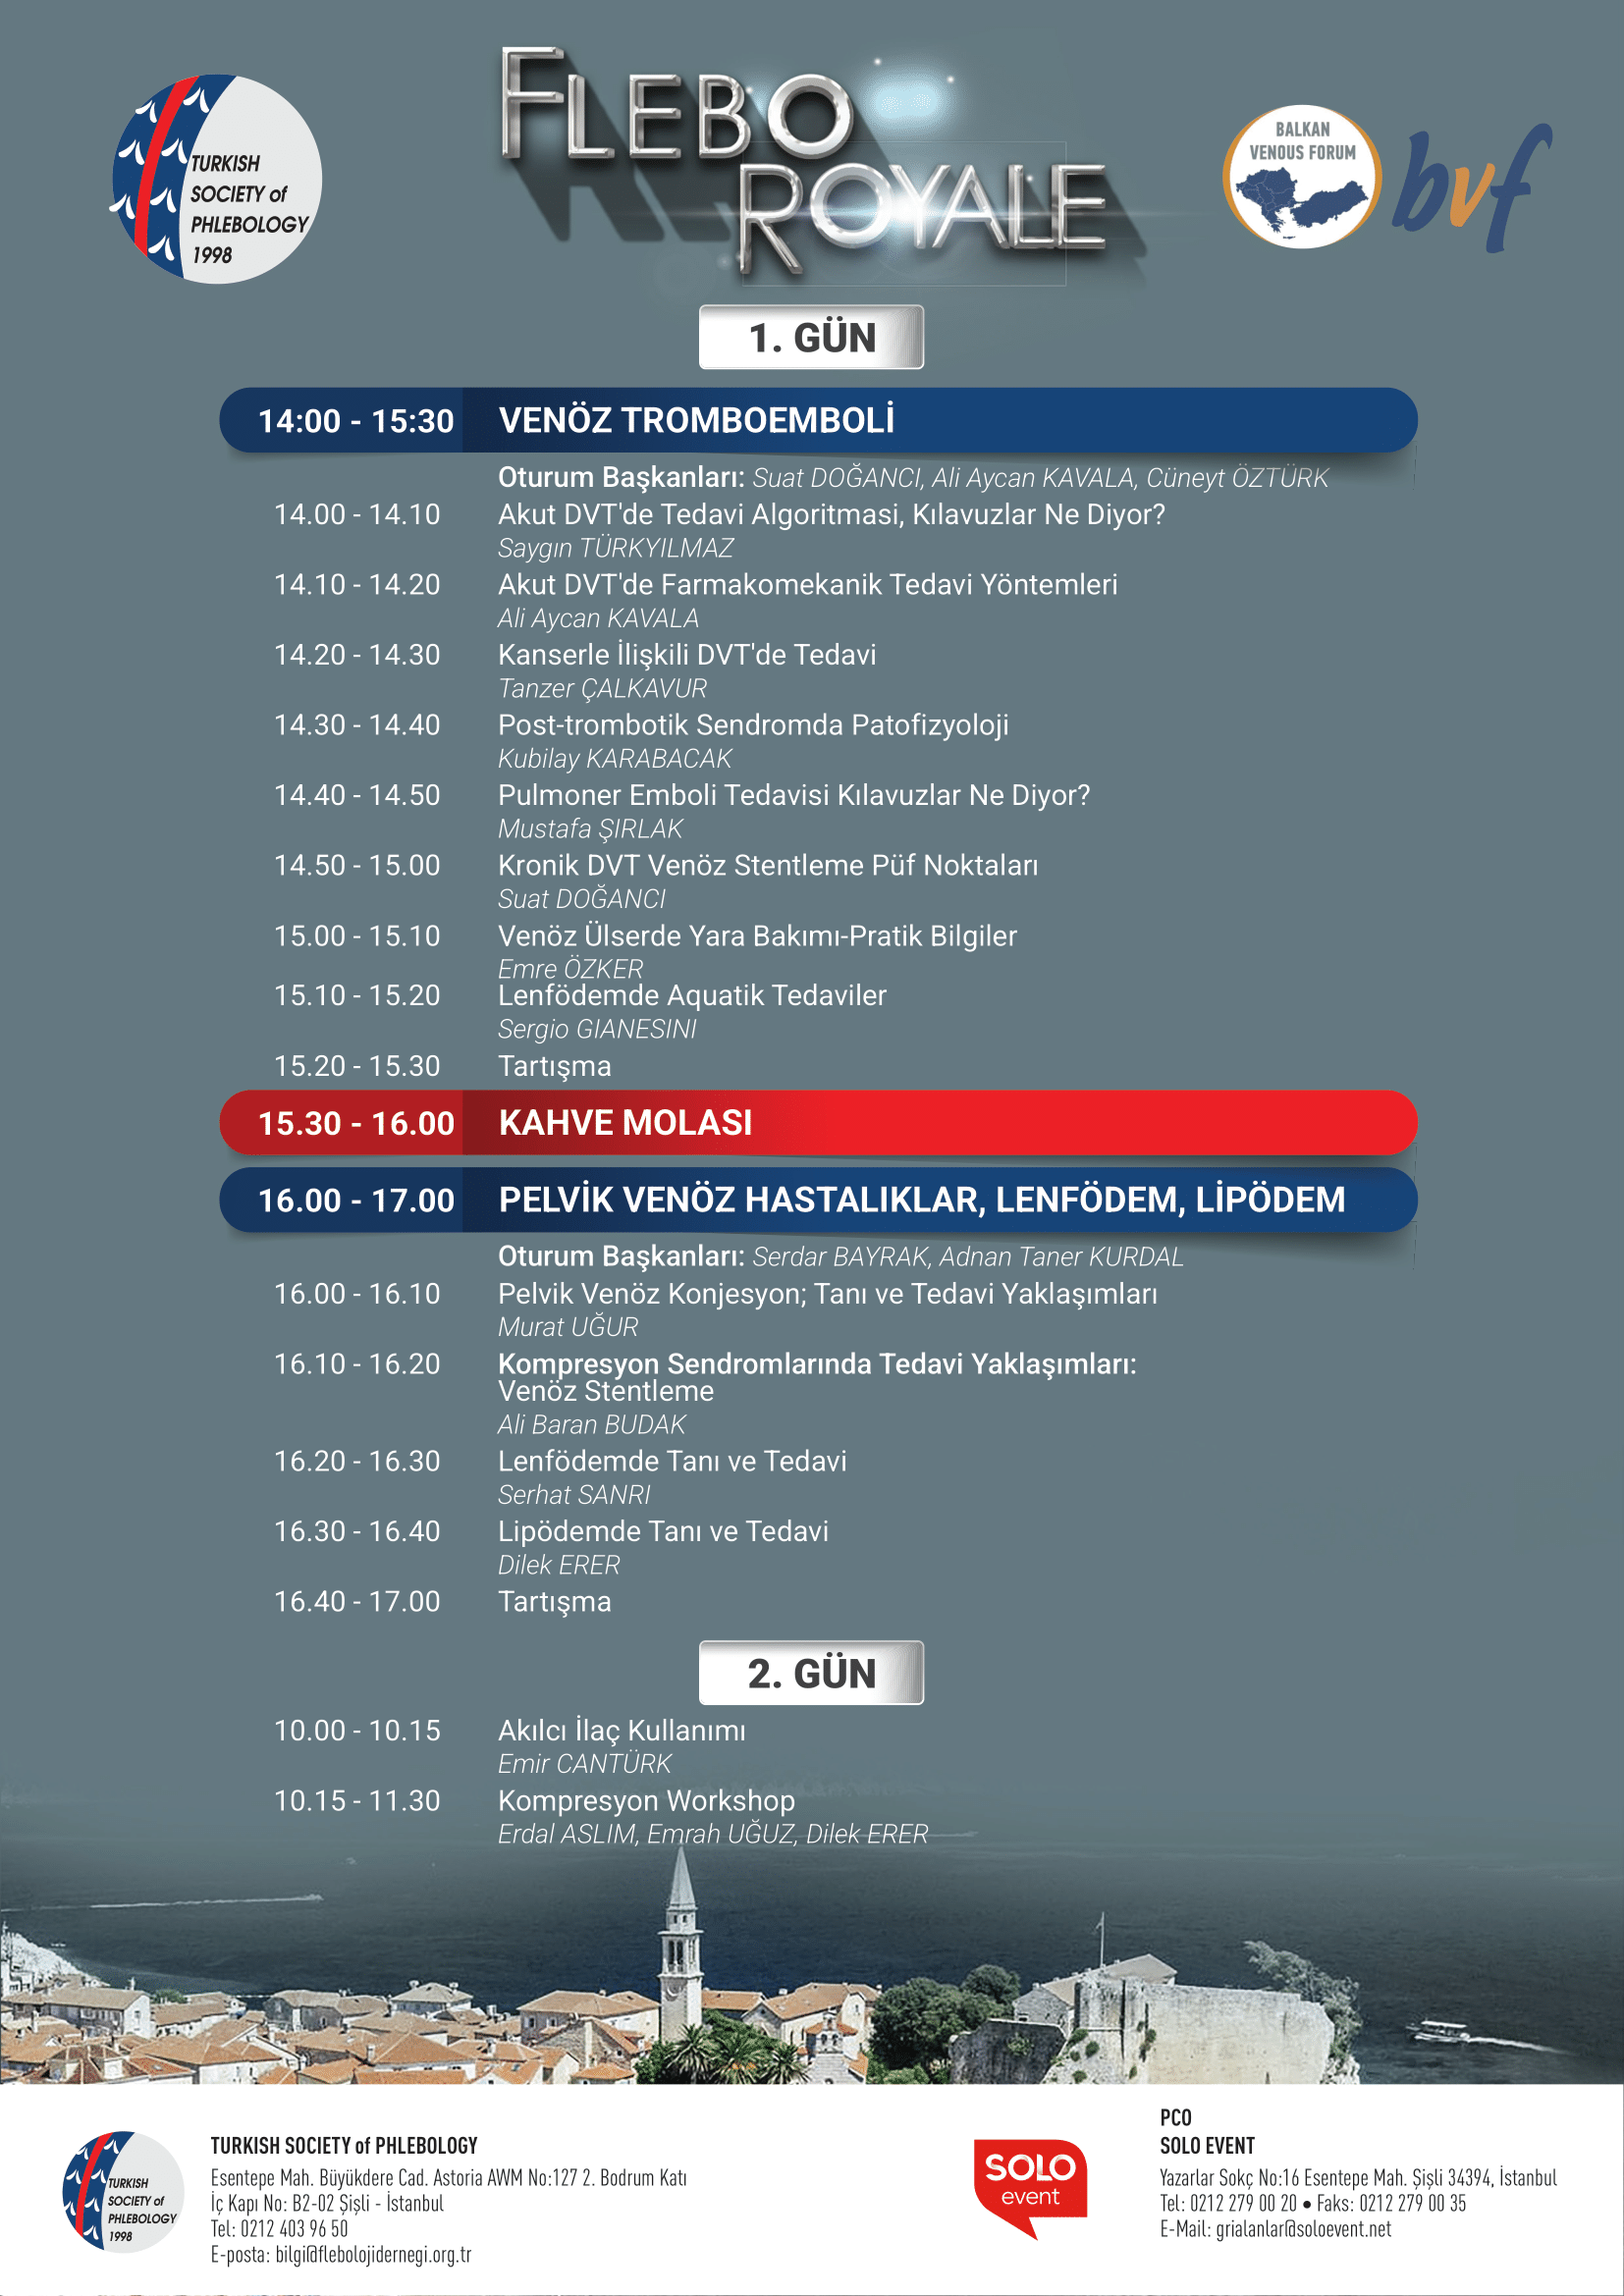 TURKISH
SOCIETY of
PHLEBOLOGY
1998
FLEBO
ROYALE
BALKAN
VENOUS FORUM
bvf
1. GÜN
14:00 - 15:30 VENÖZ TROMBOEMBOLİ
Oturum Başkanları: Suat DOĞANCI, Ali Aycan KAVALA, Cüneyt ÖZTÜRK
14.00 - 14.10 Akut DVT'de Tedavi Algoritması, Kılavuzlar Ne Diyor?
Saygın TÜRKYILMAZ
14.10 - 14.20 Akut DVT'de Farmakomekanik Tedavi Yöntemleri
Ali Aycan KAVALA
14.20 - 14.30 Kanserle İlişkili DVT'de Tedavi
Tanzer ÇALKAVUR
14.30 - 14.40 Post-trombotik Sendromda Patofizyoloji
Kubilay KARABACAK
14.40 - 14.50 Pulmoner Emboli Tedavisi Kılavuzlar Ne Diyor?
Mustafa ŞIRLAK
14.50 - 15.00 Kronik DVT Venöz Stentleme Püf Noktaları
Suat DOĞANCI
15.00 - 15.10 Venöz Ülserde Yara Bakımı-Pratik Bilgiler
Emre ÖZKER
15.10 - 15.20 Lenfödemde Aquatik Tedaviler
Sergio GIANESINI
15.20 - 15.30 Tartışma
15.30 - 16.00 KAHVE MOLASI
16.00 - 17.00 PELVİK VENÖZ HASTALIKLAR, LENFÖDEM, LİPÖDEM
Oturum Başkanları: Serdar BAYRAK, Adnan Taner KURDAL
16.00 - 16.10 Pelvik Venöz Konjesyon; Tanı ve Tedavi Yaklaşımları
Murat UĞUR
16.10 - 16.20 Kompresyon Sendromlarında Tedavi Yaklaşımları:
Venöz Stentleme
Ali Baran BUDAK
16.20 - 16.30 Lenfödemde Tanı ve Tedavi
Serhat SANRI
16.30 - 16.40 Lipödemde Tanı ve Tedavi
Dilek ERER
16.40 - 17.00 Tartışma
2. GÜN
10.00 - 10.15 Akılcı İlaç Kullanımı
Emir CANTÜRK
10.15 - 11.30 Kompresyon Workshop
Erdal ASLIM, Emrah UĞUZ, Dilek ERER
TURKISH
SOCIETY of
PHLEBOLOGY
1998
TURKISH SOCIETY of PHLEBOLOGY
Esentepe Mah. Büyükdere Cad. Astoria AWM No:127 2. Bodrum Katı
İç Kapı No: B2-02 Şişli - İstanbul
Tel: 0212 403 96 50
E-posta: bilgi@flebolojidernegi.org.tr
SOLO
event
PCO
SOLO EVENT
Yazarlar Sokç No:16 Esentepe Mah. Şişli 34394, İstanbul
Tel: 0212 279 00 20 • Faks: 0212 279 00 35
E-Mail: grialanlar@soloevent.net